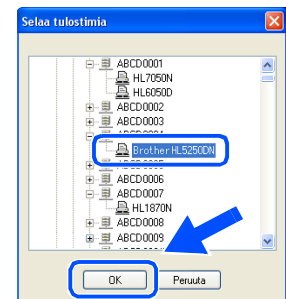 Selaa tulostimia
ABCD0001
HL7050N
HL6050D
ABCD0002
ABCD0003
Brother HL5250DN
ABCD0006
ABCD0007
HL1870N
ABCD0008
ABCD0009
OK
Peruuta